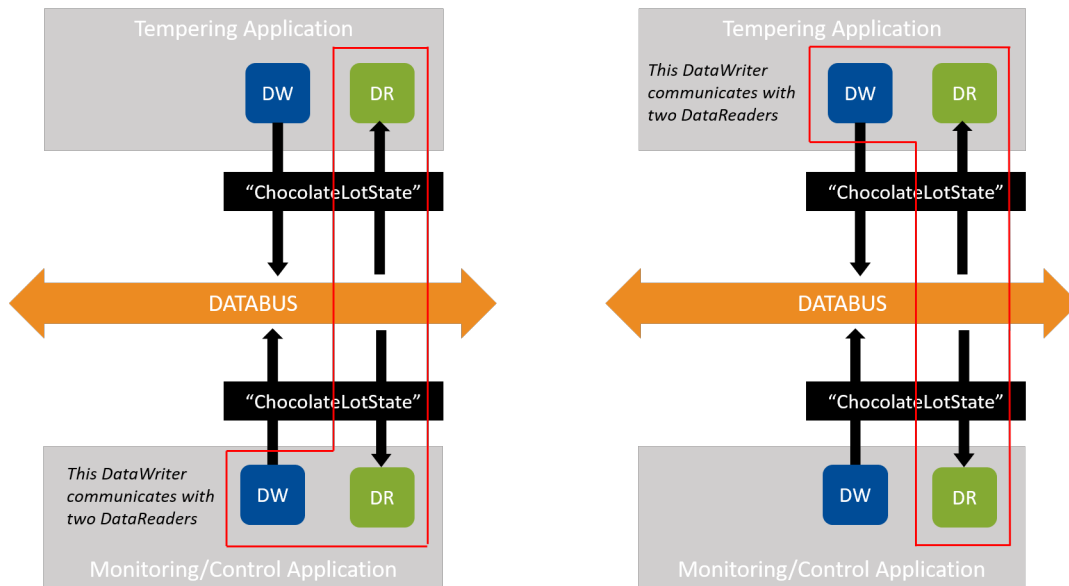 Tempering Application
DW
DR
“ChocolateLotState”
DATABUS
“ChocolateLotState”
This DataWriter
communicates with
two DataReaders
DW
DR
Monitoring/Control Application
Tempering Application
This DataWriter
communicates with
two DataReaders
DW
DR
“ChocolateLotState”
DATABUS
“ChocolateLotState”
DW
DR
Monitoring/Control Application